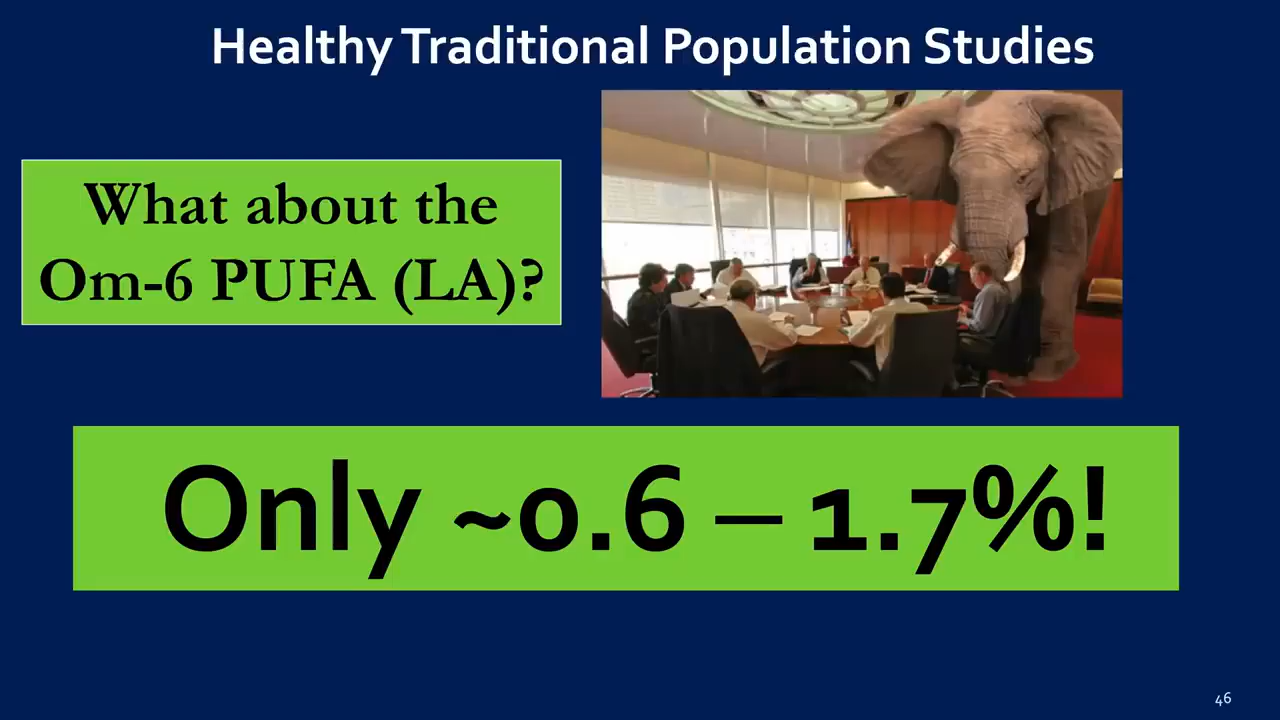 Healthy Traditional Population Studies
What about the
Om-6 PUFA (LA)?
Only ~0.6 – 1.7%!
46